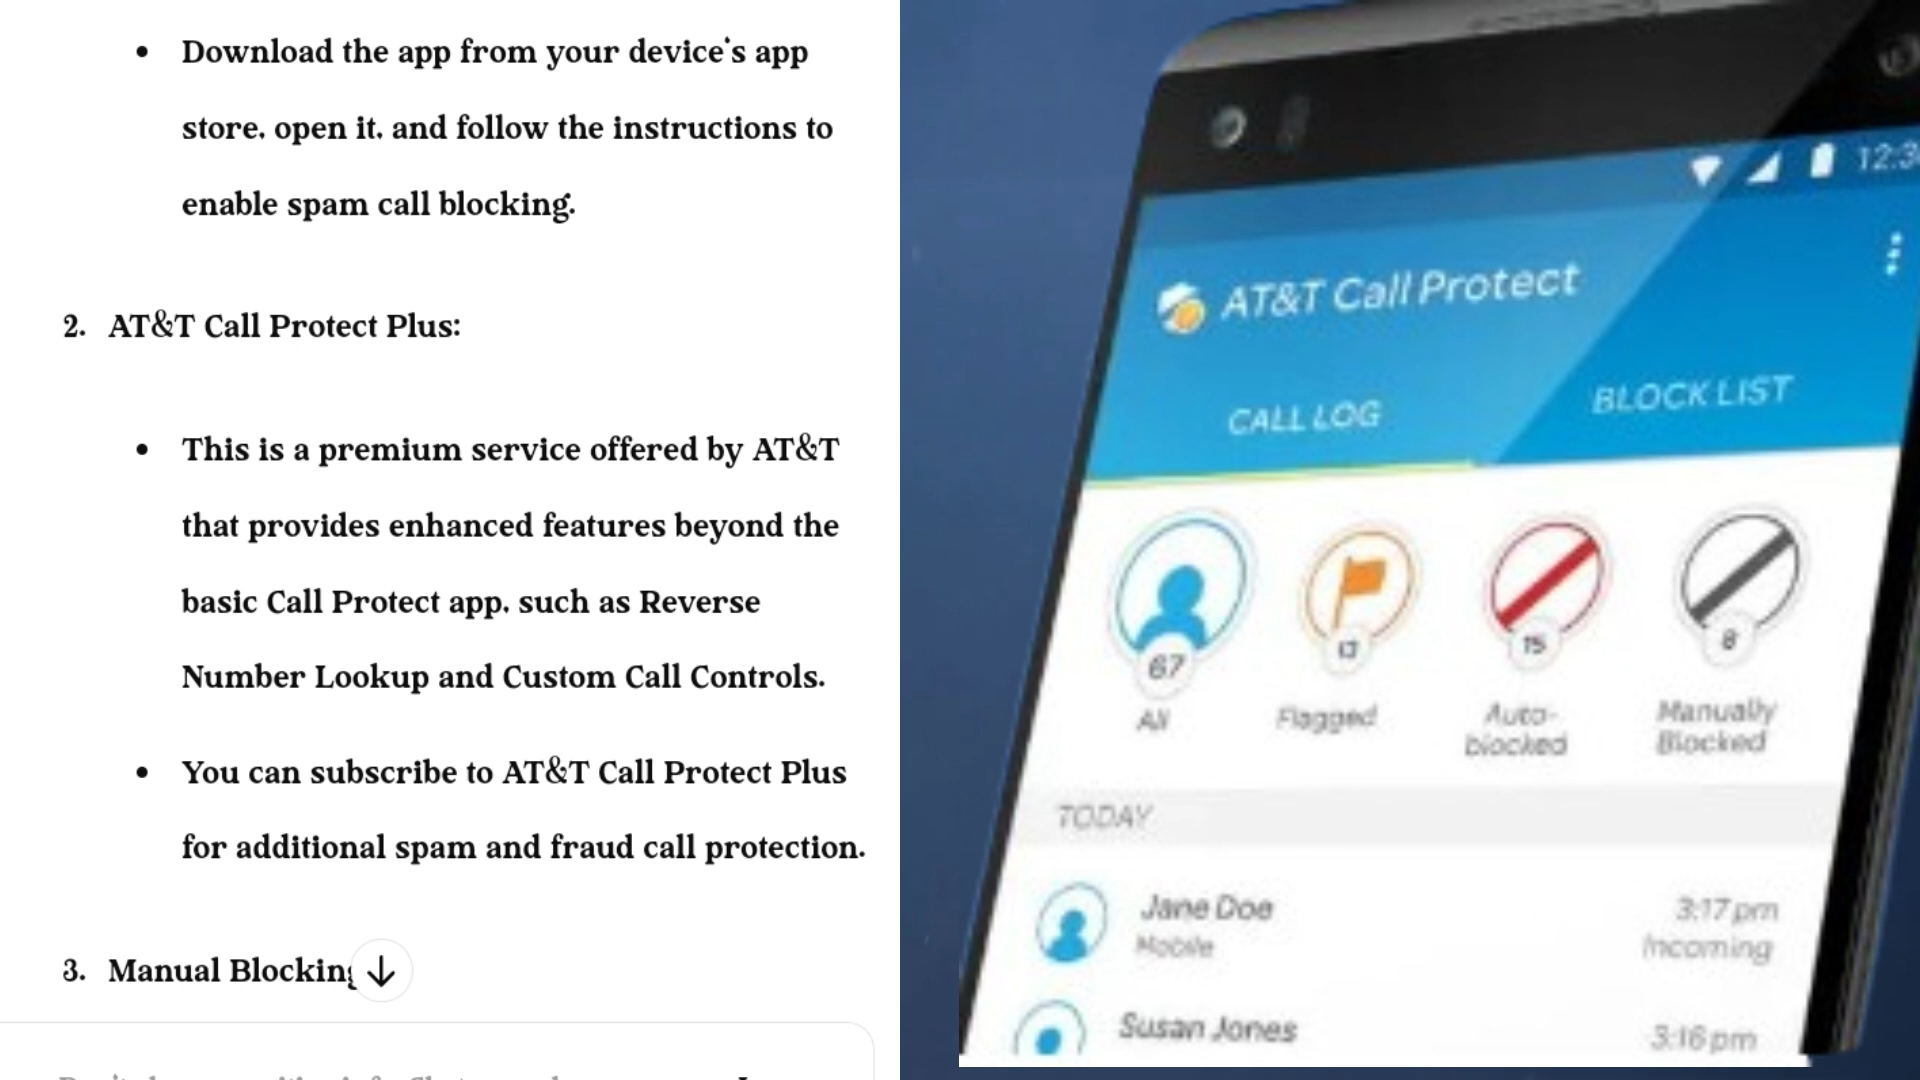 • Download the app from your device's app
store, open it, and follow the instructions to
enable spam call blocking.
2. AT&T Call Protect Plus:
• This is a premium service offered by AT&T
that provides enhanced features beyond the
basic Call Protect app, such as Reverse
Number Lookup and Custom Call Controls.
• You can subscribe to AT&T Call Protect Plus
for additional spam and fraud call protection.
3. Manual Blocking
AT&T Call Protect
CALL LOG BLOCK LIST
67 13 15 8
All Flagged Auto-blocked Manually Blocked
TODAY
Jane Doe 3:17 pm
Mobile Incoming
Susan Jones 3:16 pm